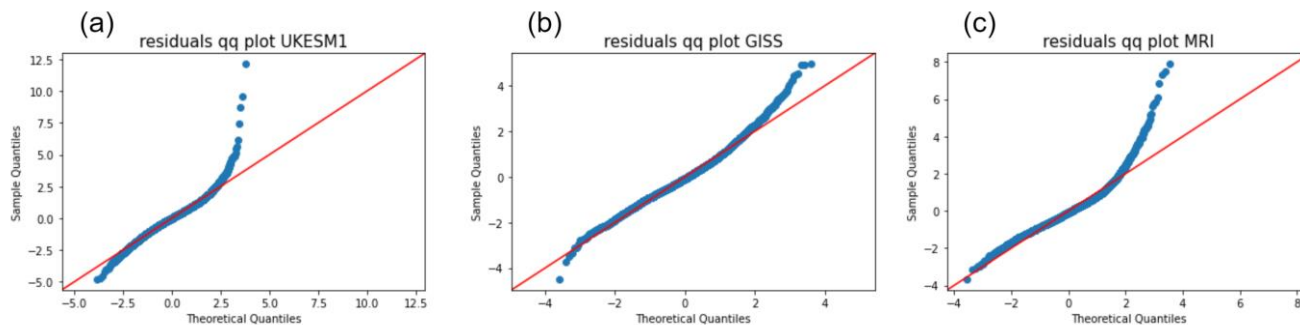 (a)
residuals qq plot UKESM1
12.5
10.0
7.5
5.0
2.5
0.0
−2.5
−5.0
Sample Quantiles
−5.0 −2.5 0.0 2.5 5.0 7.5 10.0 12.5
Theoretical Quantiles
(b)
residuals qq plot GISS
4
2
0
−2
−4
Sample Quantiles
−4 −2 0 2 4
Theoretical Quantiles
(c)
residuals qq plot MRI
8
6
4
2
0
−2
−4
Sample Quantiles
−4 −2 0 2 4 6 8
Theoretical Quantiles